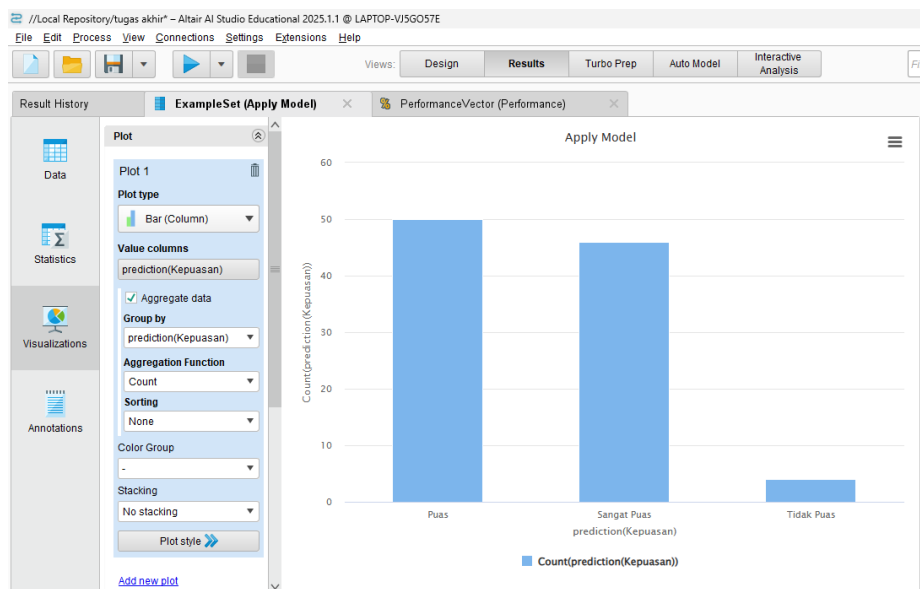 //Local Repository/tugas akhir* – Altair AI Studio Educational 2025.1.1 @ LAPTOP-VJ5GO57E
File Edit Process View Connections Settings Extensions Help
Views: Design Results Turbo Prep Auto Model Interactive Analysis Fi
Result History ExampleSet (Apply Model) PerformanceVector (Performance)
Data
Statistics
Visualizations
Annotations
Plot
Plot 1
Plot type
Bar (Column)
Value columns
prediction(Kepuasan)
Aggregate data
Group by
prediction(Kepuasan)
Aggregation Function
Count
Sorting
None
Color Group
-
Stacking
No stacking
Plot style
Add new plot
Apply Model
Count(prediction(Kepuasan))
60
50
40
30
20
10
0
Puas Sangat Puas Tidak Puas
prediction(Kepuasan)
Count(prediction(Kepuasan))